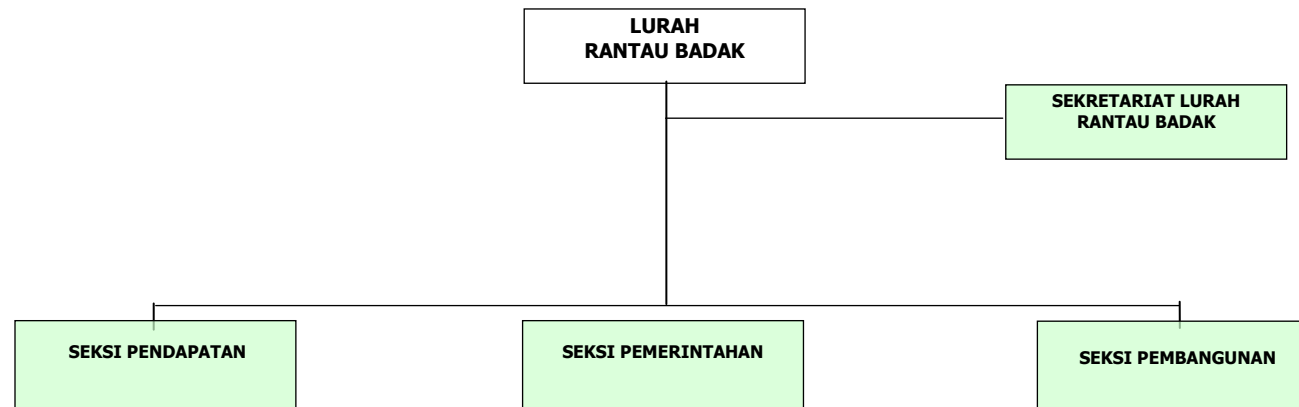 LURAH
RANTAU BADAK
SEKRETARIAT LURAH
RANTAU BADAK
SEKSI PENDAPATAN
SEKSI PEMERINTAHAN
SEKSI PEMBANGUNAN